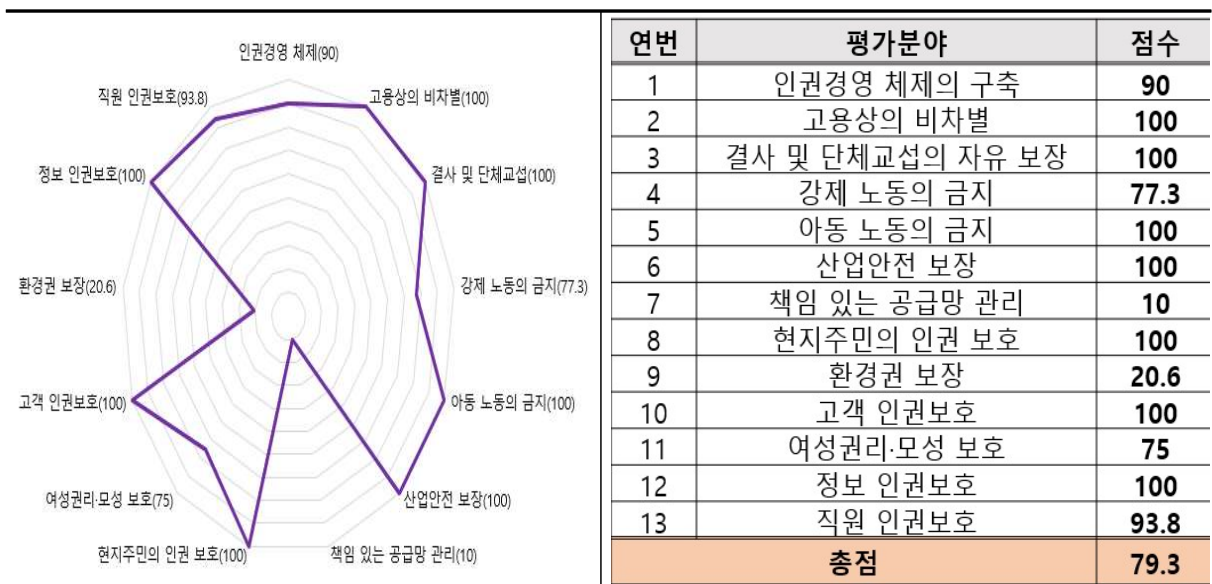 인권경영 체제(90)
고용상의 비차별(100)
결사 및 단체교섭(100)
강제 노동의 금지(77.3)
아동 노동의 금지(100)
산업안전 보장(100)
책임 있는 공급망 관리(10)
현지주민의 인권 보호(100)
여성권리·모성 보호(75)
고객 인권보호(100)
환경권 보장(20.6)
정보 인권보호(100)
직원 인권보호(93.8)
연번 평가분야 점수
1 인권경영 체제의 구축 90
2 고용상의 비차별 100
3 결사 및 단체교섭의 자유 보장 100
4 강제 노동의 금지 77.3
5 아동 노동의 금지 100
6 산업안전 보장 100
7 책임 있는 공급망 관리 10
8 현지주민의 인권 보호 100
9 환경권 보장 20.6
10 고객 인권보호 100
11 여성권리·모성 보호 75
12 정보 인권보호 100
13 직원 인권보호 93.8
총점 79.3